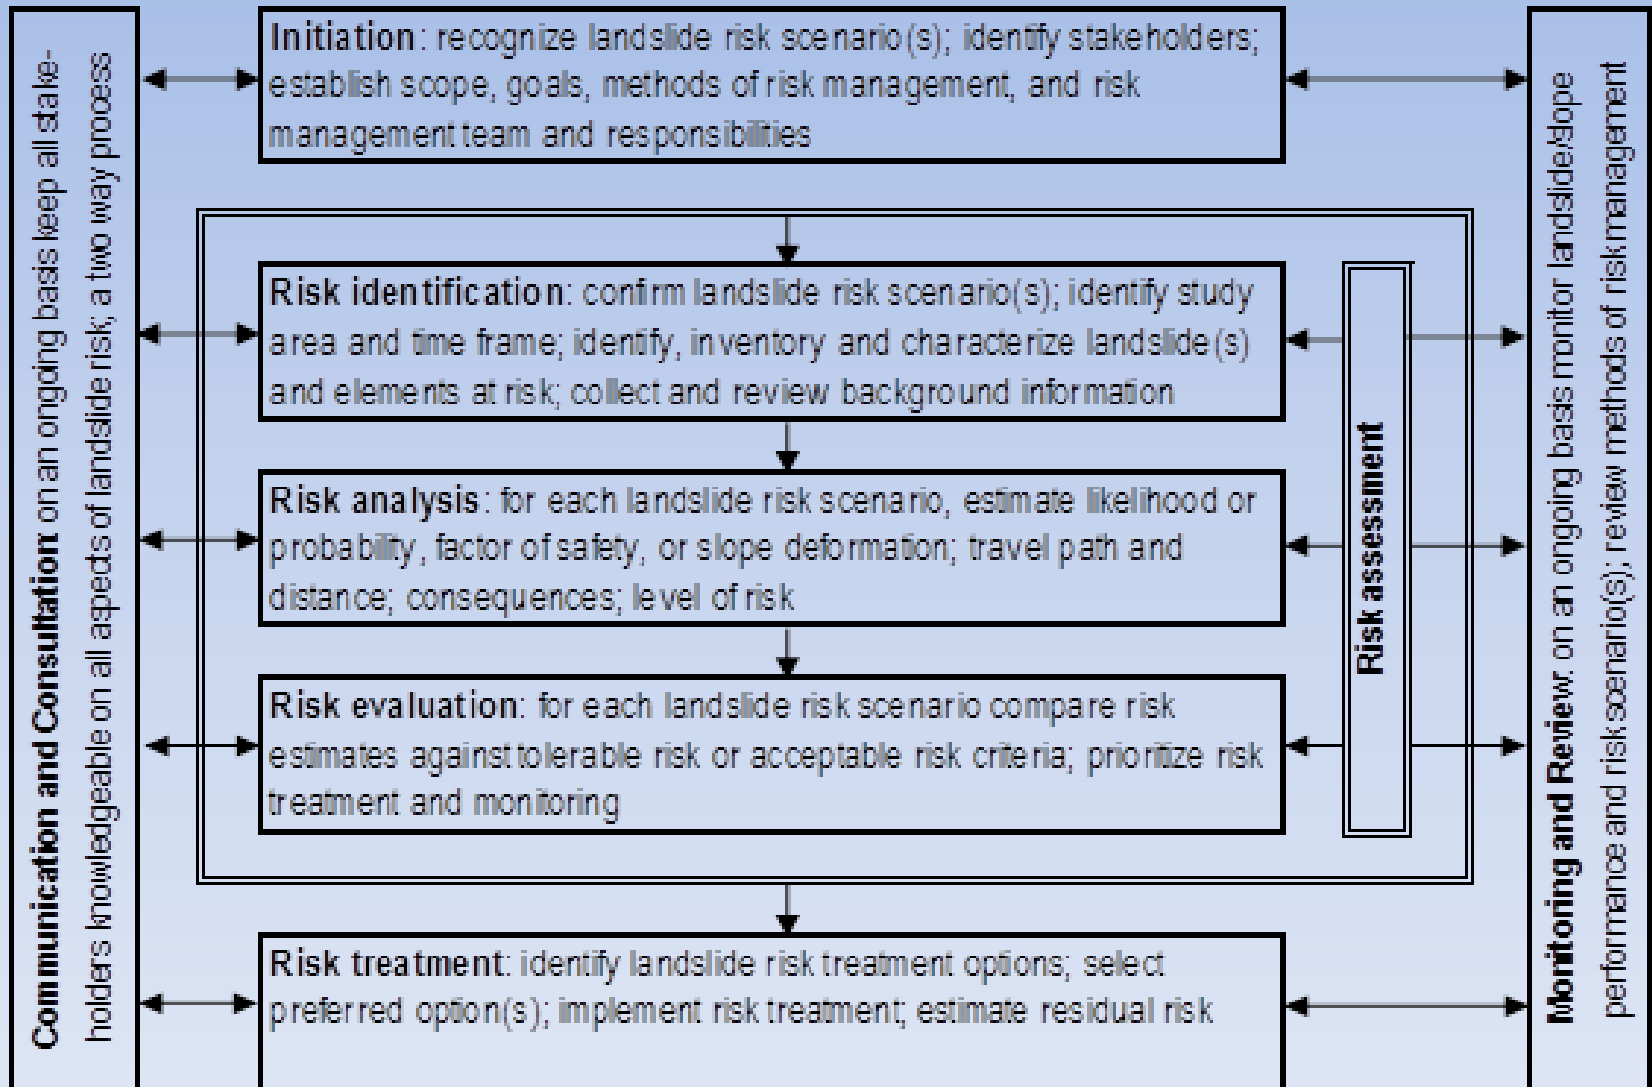 Communication and Consultation on an ongoing basis keep all stake-
holders knowledgeable on all aspects of landslide risk; a two way process
Initiation: recognize landslide risk scenario(s); identify stakeholders;
establish scope, goals, methods of risk management, and risk
management team and responsibilities
Risk identification: confirm landslide risk scenario(s); identify study
area and time frame; identify, inventory and characterize landslide(s)
and elements at risk; collect and review background information
Risk analysis: for each landslide risk scenario, estimate likelihood or
probability, factor of safety, or slope deformation; travel path and
distance; consequences; level of risk
Risk evaluation: for each landslide risk scenario compare risk
estimates against tolerable risk or acceptable risk criteria; prioritize risk
treatment and monitoring
Risk assessment
Risk treatment: identify landslide risk treatment options; select
preferred option(s); implement risk treatment; estimate residual risk
Monitoring and Review: on an ongoing basis monitor landslide/slope
performance and risk scenario(s); review methods of risk management